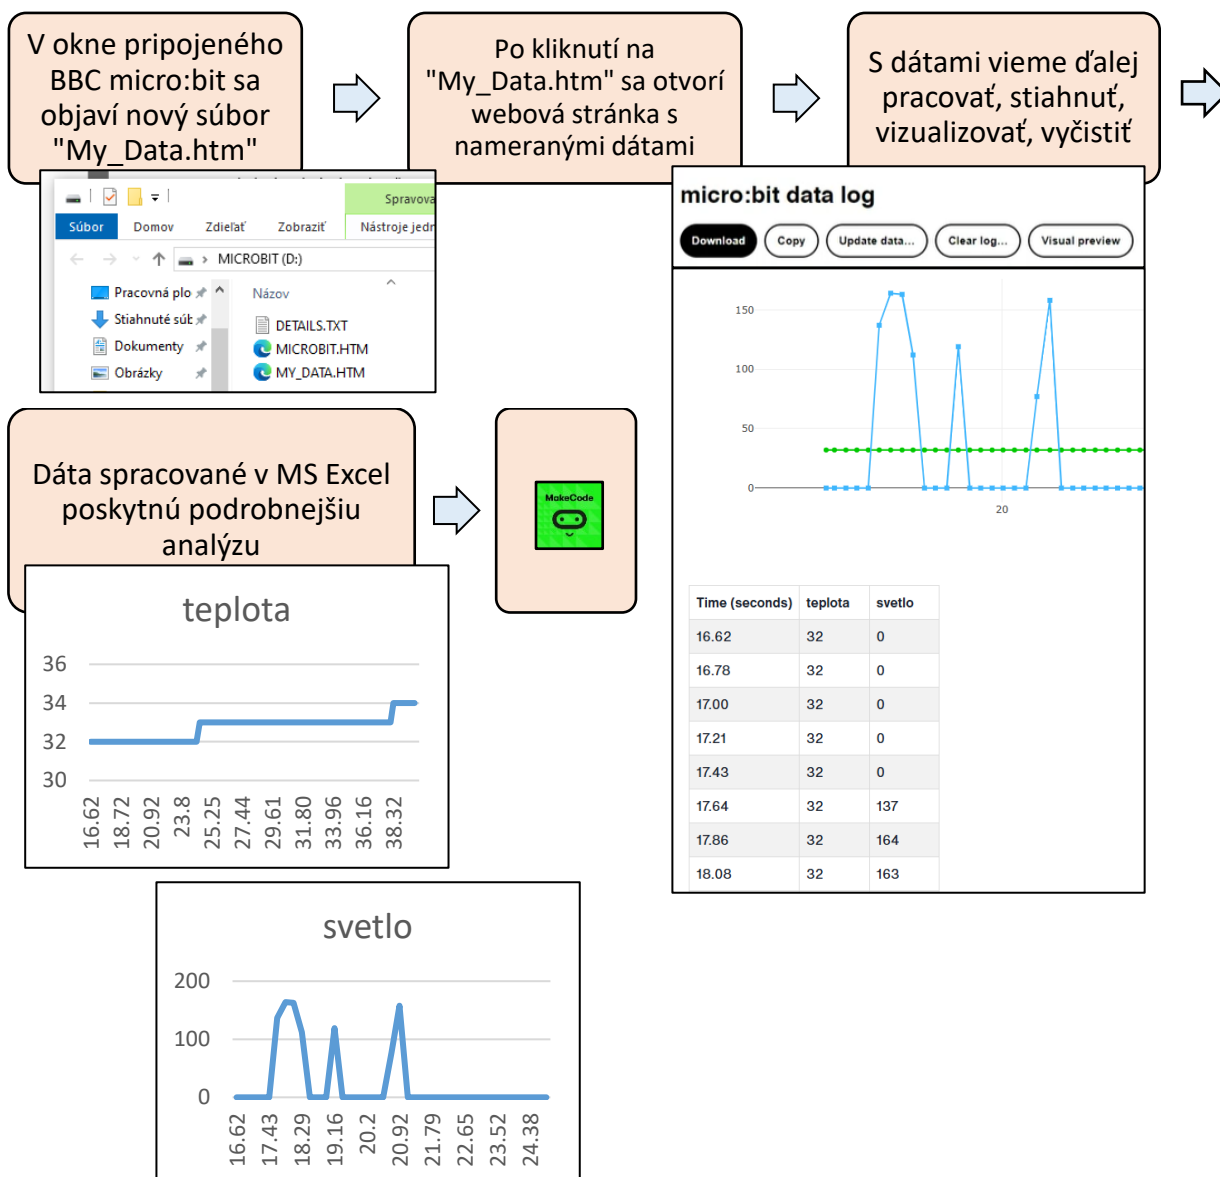 V okne pripojeného
BBC micro:bit sa
objaví nový súbor
"My_Data.htm"
Po kliknutí na
"My_Data.htm" sa otvorí
webová stránka s
nameranými dátami
S dátami vieme ďalej
pracovať, stiahnuť,
vizualizovať, vyčistiť
Spravova
Súbor Domov Zdieľať Zobraziť Nástroje jedn
MICROBIT (D:)
Pracovná plo
Názov
Stiahnuté súb
DETAILS.TXT
Dokumenty
MICROBIT.HTM
Obrázky
MY_DATA.HTM
micro:bit data log
Download Copy Update data... Clear log... Visual preview
150
100
50
0
20
Time (seconds) teplota svetlo
16.62 32 0
16.78 32 0
17.00 32 0
17.21 32 0
17.43 32 0
17.64 32 137
17.86 32 164
18.08 32 163
Dáta spracované v MS Excel
poskytnú podrobnejšiu
analýzu
MakeCode
teplota
36
34
32
30
16.62 18.72 20.92 23.8 25.25 27.44 29.61 31.80 33.96 36.16 38.32
svetlo
200
100
0
16.62 17.43 18.29 19.16 20.2 20.92 21.79 22.65 23.52 24.38